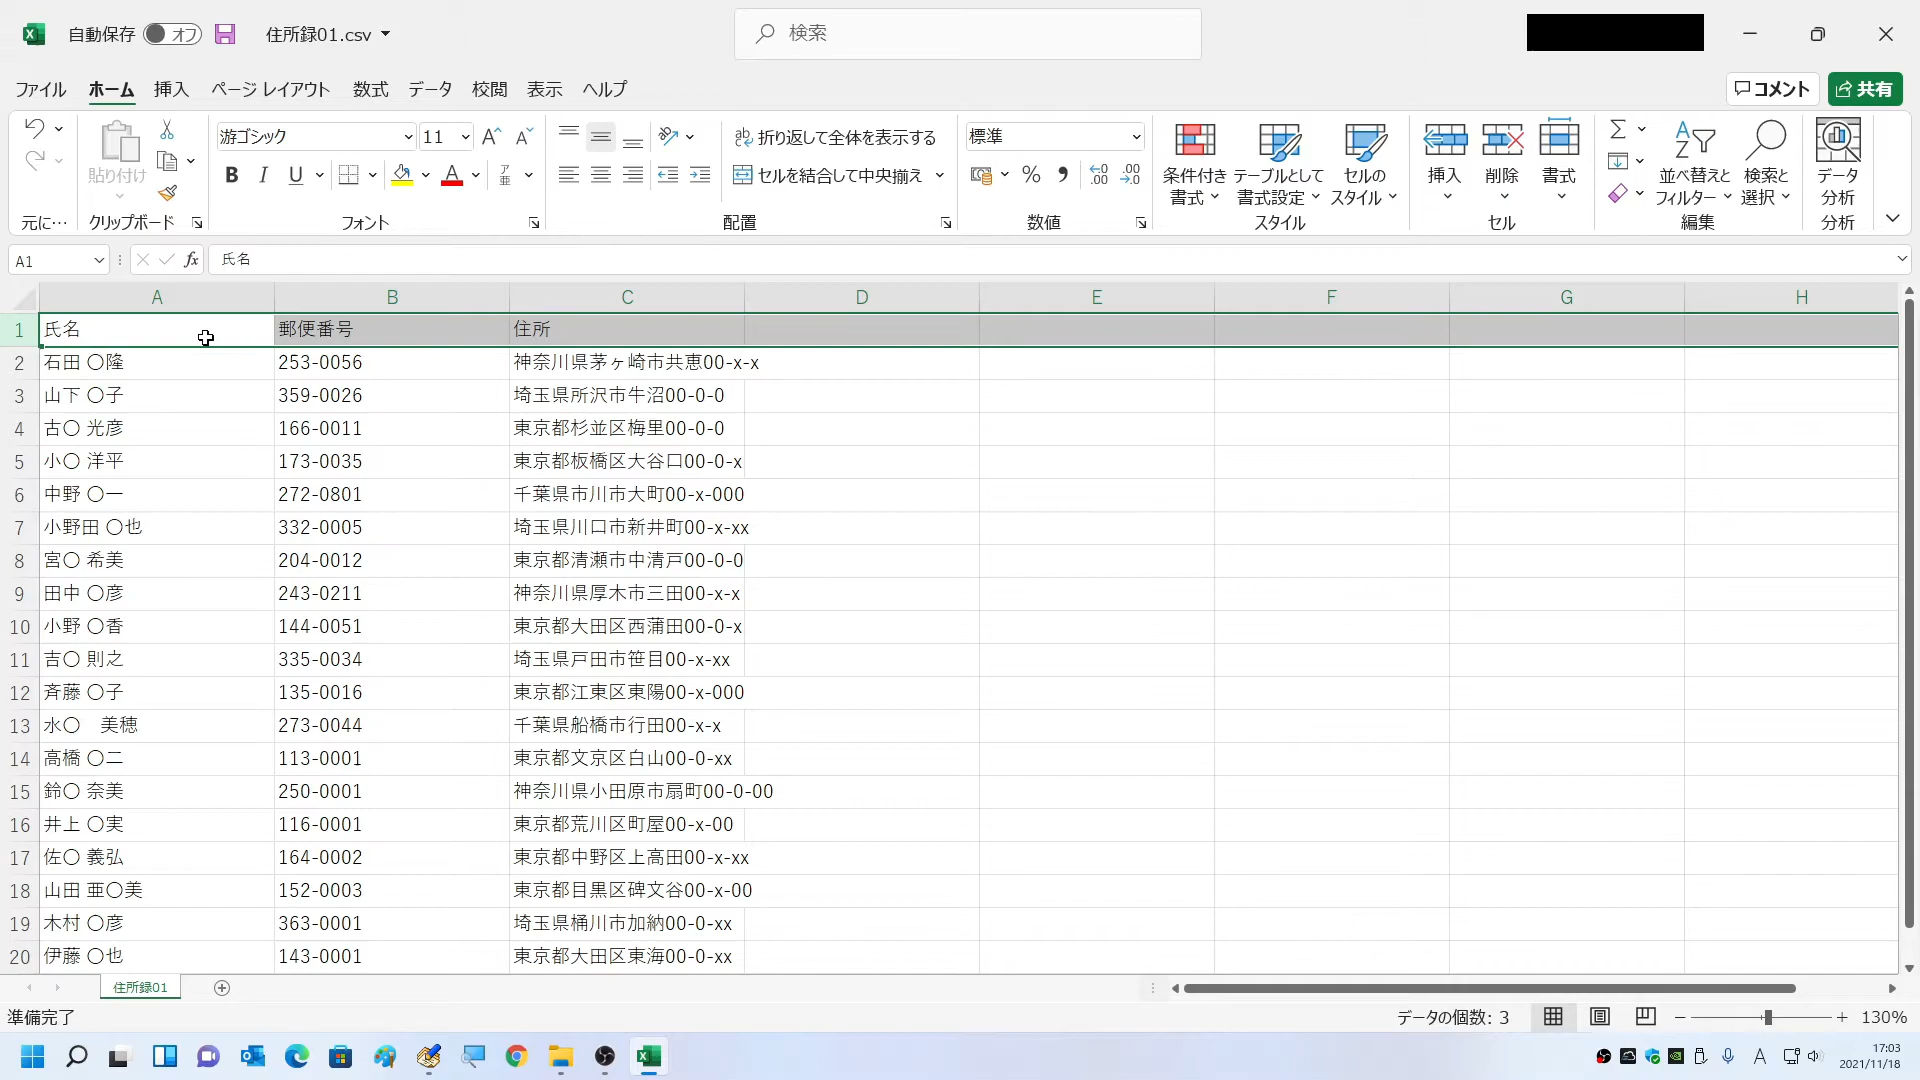 自動保存 オフ 住所録01.csv 検索
ファイル ホーム 挿入 ページ レイアウト 数式 データ 校閲 表示 ヘルプ コメント 共有
貼り付け 游ゴシック 11 折り返して全体を表示する 標準
B I U セルを結合して中央揃え % 条件付き書式 テーブルとして書式設定 セルのスタイル 挿入 削除 書式 並べ替えとフィルター 検索と選択 データ分析
元に… クリップボード フォント 配置 数値 スタイル セル 編集 分析
A1 fx 氏名
A B C D E F G H
1 氏名 郵便番号 住所
2 石田 〇隆 253-0056 神奈川県茅ヶ崎市共恵00-x-x
3 山下 〇子 359-0026 埼玉県所沢市牛沼00-0-0
4 古〇 光彦 166-0011 東京都杉並区梅里00-0-0
5 小〇 洋平 173-0035 東京都板橋区大谷口00-0-x
6 中野 〇一 272-0801 千葉県市川市大町00-x-000
7 小野田 〇也 332-0005 埼玉県川口市新井町00-x-xx
8 宮〇 希美 204-0012 東京都清瀬市中清戸00-0-0
9 田中 〇彦 243-0211 神奈川県厚木市三田00-x-x
10 小野 〇香 144-0051 東京都大田区西蒲田00-0-x
11 吉〇 則之 335-0034 埼玉県戸田市笹目00-x-xx
12 斉藤 〇子 135-0016 東京都江東区東陽00-x-000
13 水〇　美穂 273-0044 千葉県船橋市行田00-x-x
14 高橋 〇二 113-0001 東京都文京区白山00-0-xx
15 鈴〇 奈美 250-0001 神奈川県小田原市扇町00-0-00
16 井上 〇実 116-0001 東京都荒川区町屋00-x-00
17 佐〇 義弘 164-0002 東京都中野区上高田00-x-xx
18 山田 亜〇美 152-0003 東京都目黒区碑文谷00-x-00
19 木村 〇彦 363-0001 埼玉県桶川市加納00-0-xx
20 伊藤 〇也 143-0001 東京都大田区東海00-0-xx
住所録01
準備完了 データの個数: 3 130%
A 17:03
2021/11/18